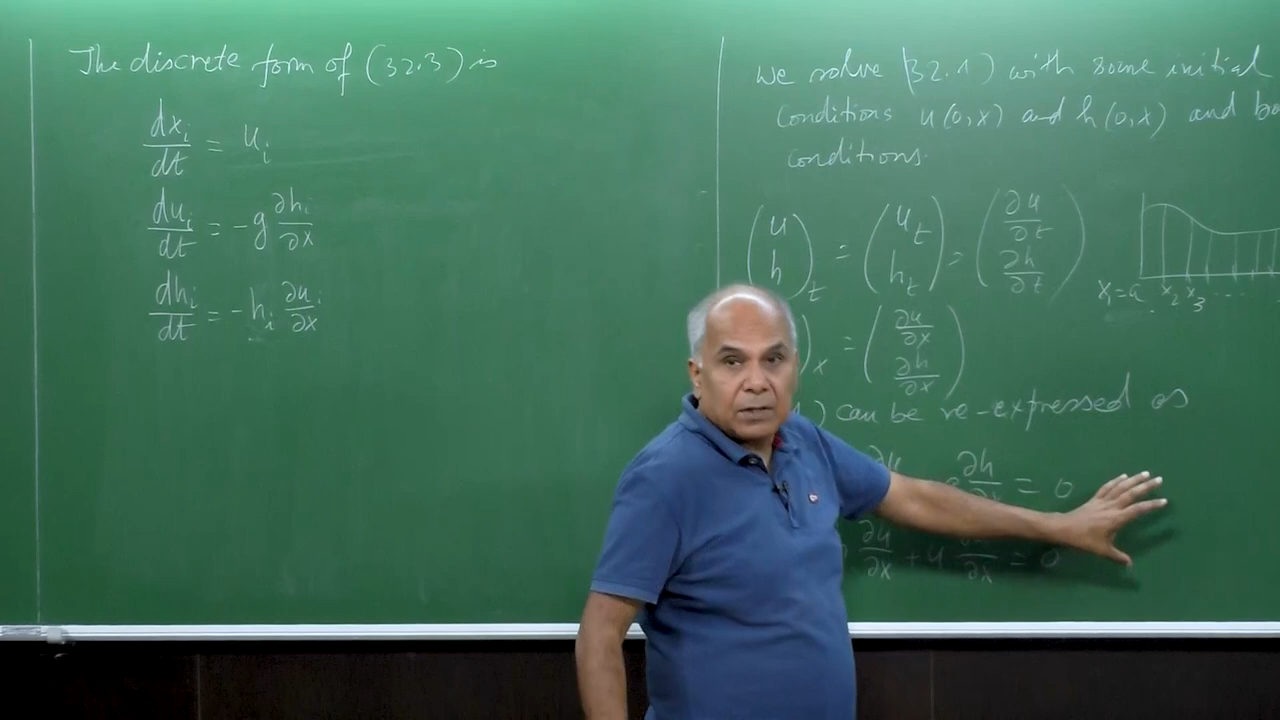 The discrete form of (32.3) is
dx_i/dt = u_i
du_i/dt = -g ∂h_i/∂x
dh_i/dt = -h_i ∂u_i/∂x
We solve (32.1) with some initial
conditions u(0,x) and h(0,x) and
conditions.
(u h)_t = (u_t h_t) = (∂u/∂t ∂h/∂t)
x_1=a x_2 x_3 ...
)_x = (∂u/∂x ∂h/∂x)
) can be re-expressed as
∂h = 0
∂u/∂x + u /∂x = 0